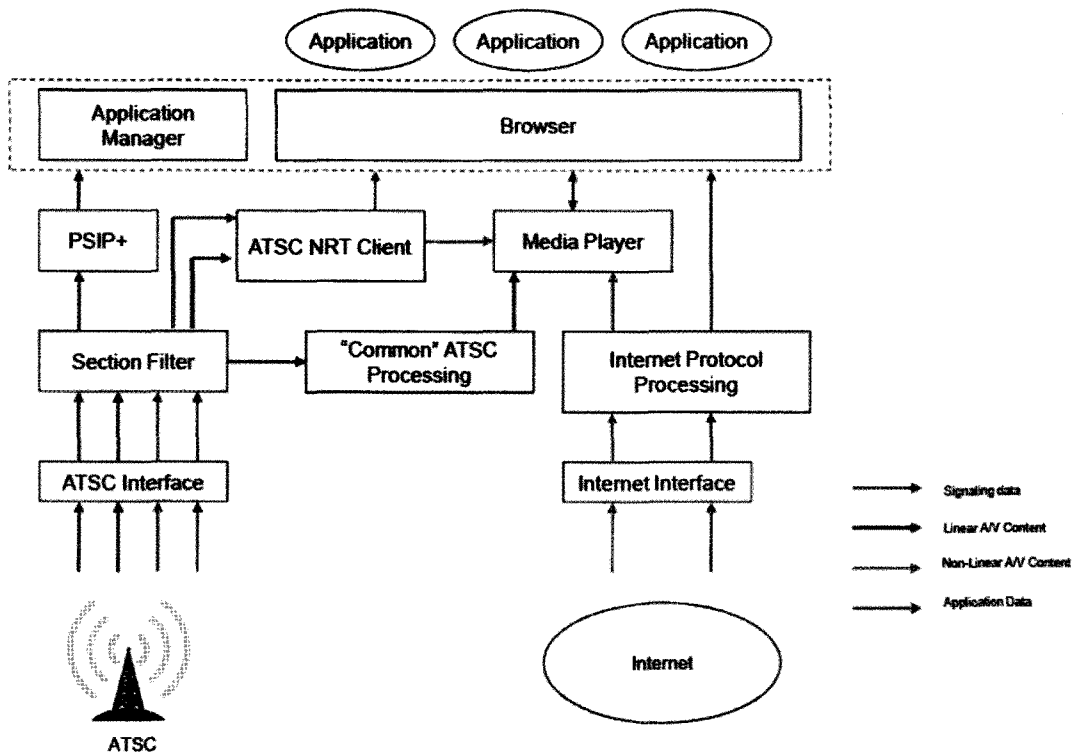 Application
Application
Application
Application
Manager
Browser
PSIP+
ATSC NRT Client
Media Player
Section Filter
"Common" ATSC
Processing
Internet Protocol
Processing
ATSC Interface
Internet Interface
Signaling data
Linear A/V Content
Non-Linear A/V Content
Application Data
Internet
ATSC